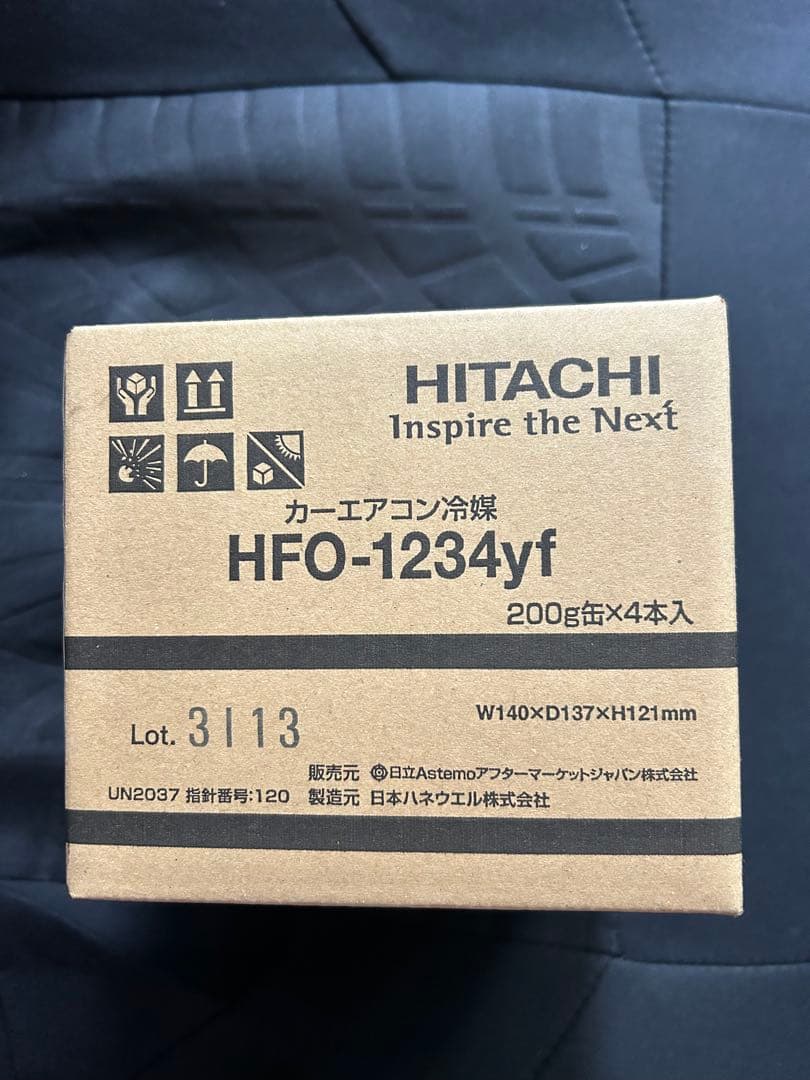 HITACHI
Inspire the Next
カーエアコン冷媒
HFO-1234yf
200g缶×4本入
Lot. 3I13
W140×D137×H121mm
販売元 日立Astemoアフターマーケットジャパン株式会社
UN2037 指針番号:120 製造元 日本ハネウエル株式会社